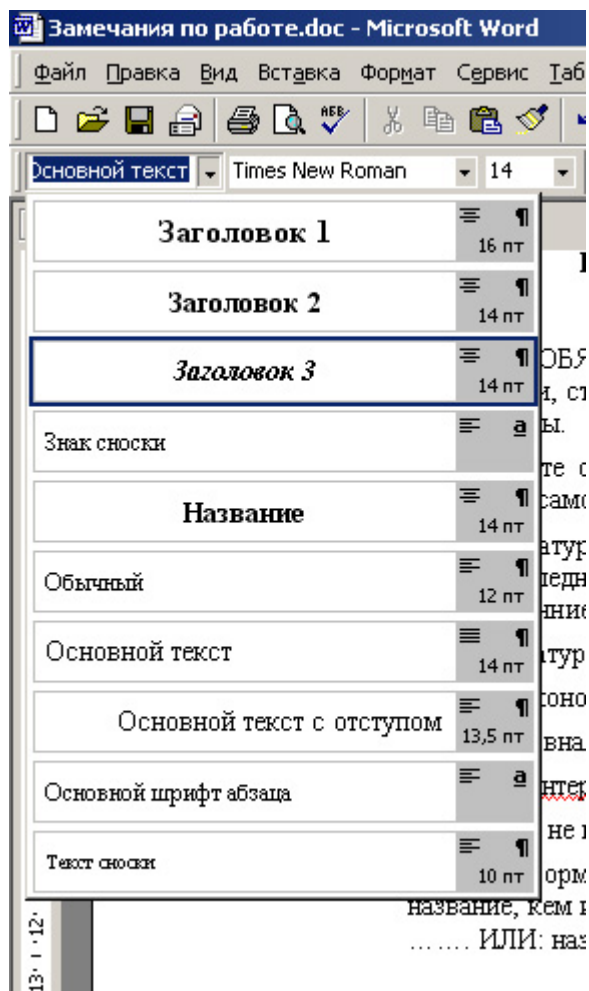 Замечания по работе.doc - Microsoft Word
Файл Правка Вид Вставка Формат Сервис Таб
Основной текст Times New Roman 14
Заголовок 1 16 пт
Заголовок 2 14 пт
Заголовок 3 14 пт
Знак сноски a
Название 14 пт
Обычный 12 пт
Основной текст 14 пт
Основной текст с отступом 13,5 пт
Основной шрифт абзаца a
Текст сноски 10 пт
название, кем
....... ИЛИ: наз
13 · 12